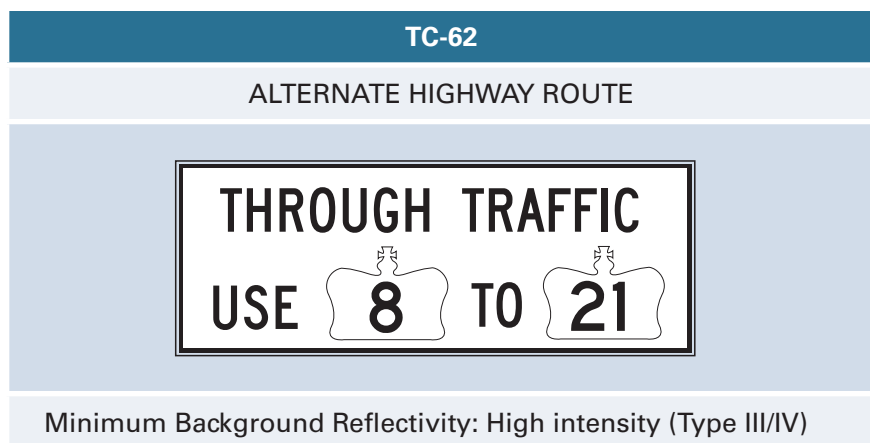 TC-62
ALTERNATE HIGHWAY ROUTE
THROUGH TRAFFIC
USE 8 TO 21
Minimum Background Reflectivity: High intensity (Type III/IV)